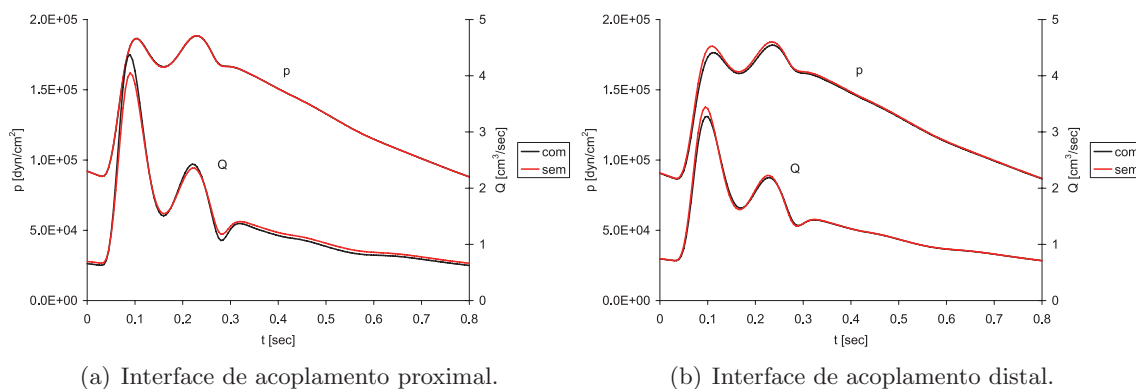 2.0E+05
1.5E+05
1.0E+05
5.0E+04
0.0E+00
p [dyn/cm²]
5
4
3
2
1
0
Q [cm³/sec]
p
Q
com
sem
0 0.1 0.2 0.3 0.4 0.5 0.6 0.7 0.8
t [sec]
(a) Interface de acoplamento proximal.
2.0E+05
1.5E+05
1.0E+05
5.0E+04
0.0E+00
p [dyn/cm²]
5
4
3
2
1
0
Q [cm³/sec]
p
Q
com
sem
0 0.1 0.2 0.3 0.4 0.5 0.6 0.7 0.8
t [sec]
(b) Interface de acoplamento distal.